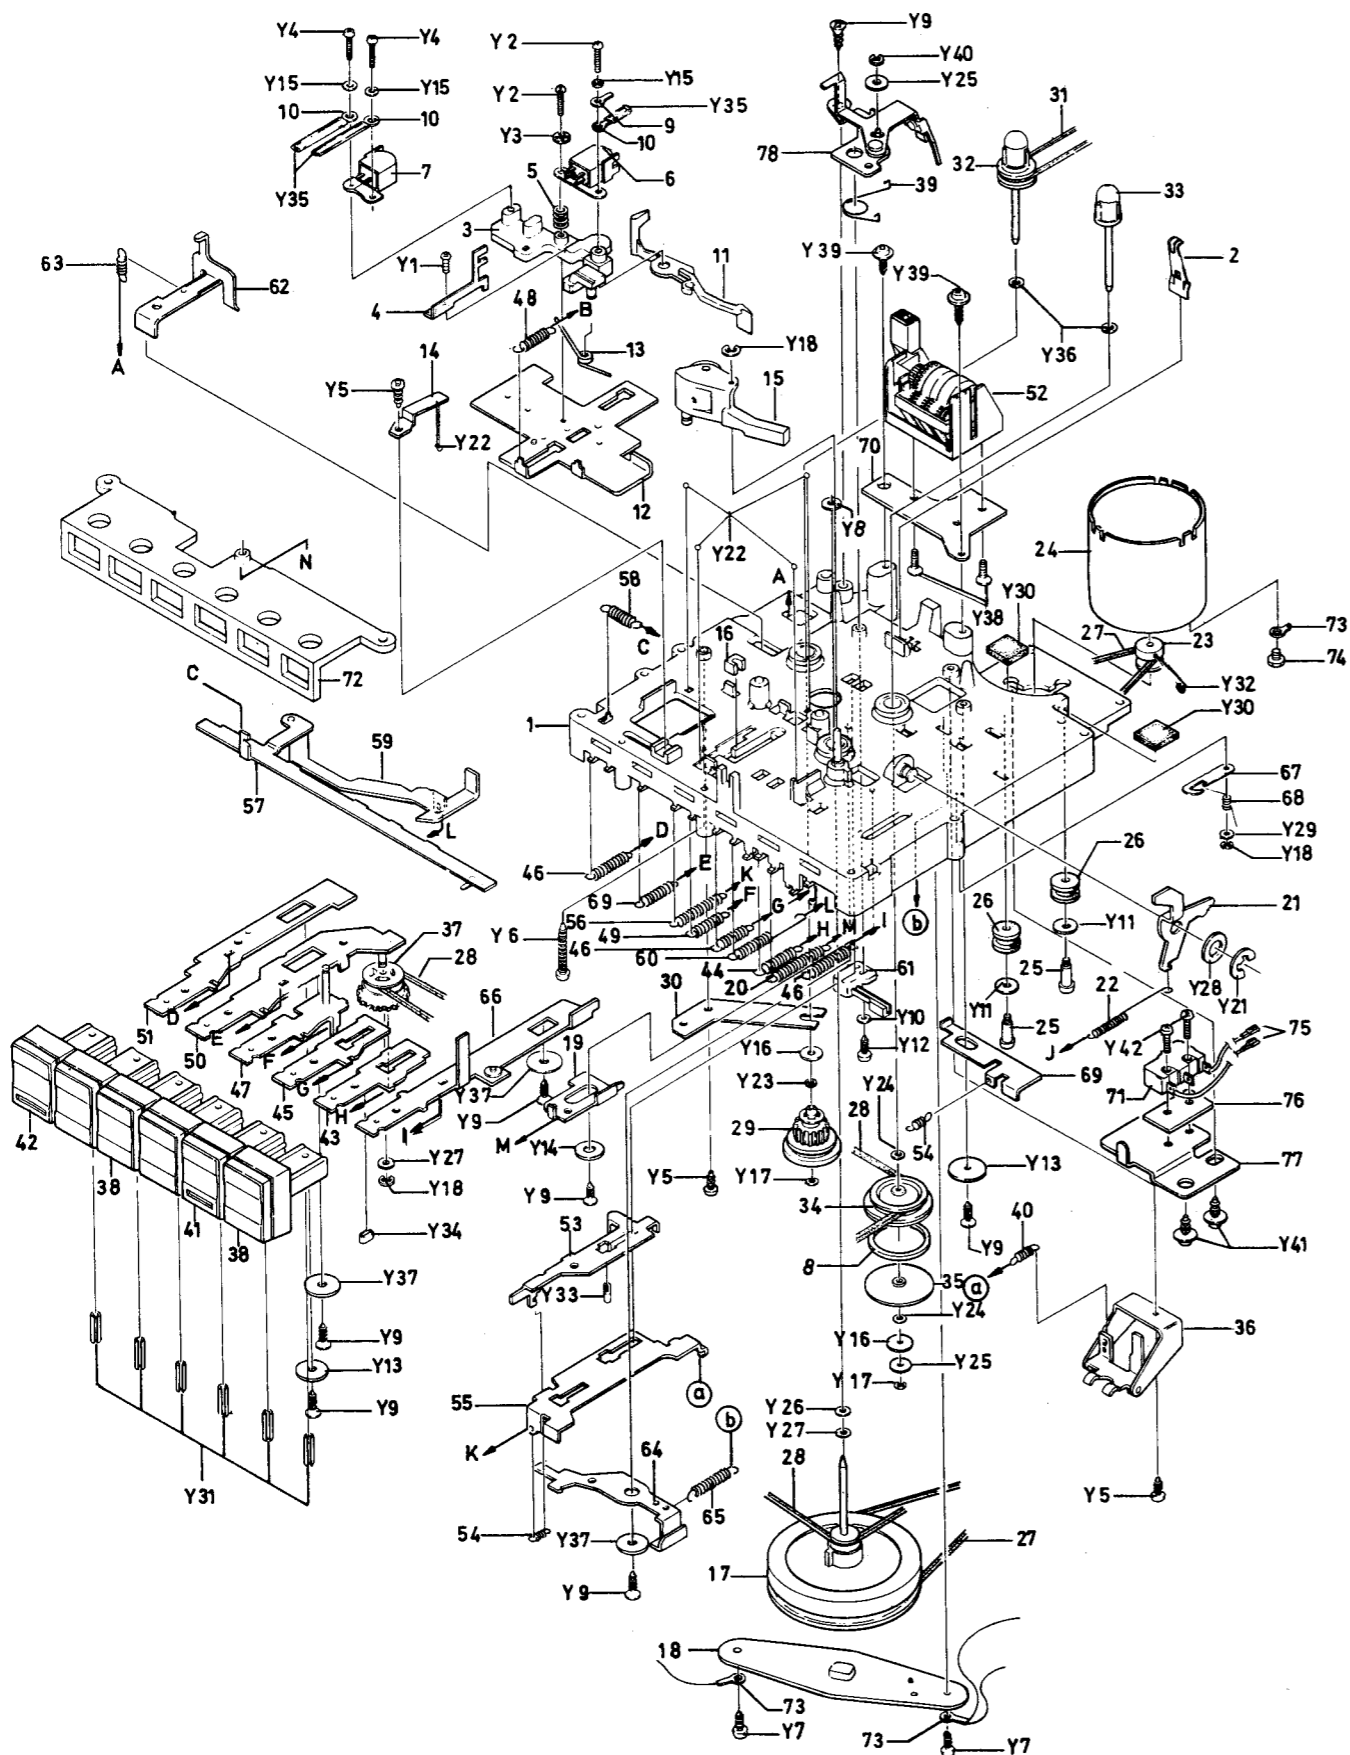 Y9
Y4
Y4
Y2
Y40
Y15
Y15
Y15
Y25
Y2
Y35
31
10
10
9
Y3
10
78
32
7
6
39
33
Y35
5
3
Y39
63
62
Y1
11
Y39
2
4
48
B
A
14
13
Y18
Y36
Y5
15
52
Y22
70
12
Y8
24
N
Y22
58
A
Y38
Y30
73
16
27
23
74
C
72
Y32
C
1
Y30
59
67
57
68
L
D
Y29
46
E
26
Y18
69
K
F
56
G
L
26
21
49
Y11
Y6
46
H
M
I
b
37
60
44
61
25
28
20
46
30
Y11
22
Y28
Y21
66
Y10
75
51
D
19
Y16
Y12
25
J
Y42
50
E
Y23
Y24
69
47
F
Y37
28
71
76
45
G
Y9
29
54
42
43
H
M
Y14
I
Y27
Y17
Y13
77
38
Y18
Y9
Y5
34
41
53
40
38
Y34
8
Y9
Y41
Y37
Y33
35
a
Y24
36
Y9
Y16
Y13
Y25
55
a
Y17
Y9
K
b
Y26
64
Y27
Y31
28
Y5
54
65
Y37
27
17
Y9
18
73
73
Y7
Y7